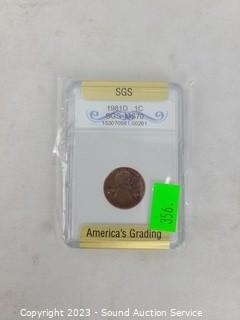 SGS
1981D 1C
SGS-MS70
America's Grading
356.
Copyright © 2023 - Sound Auction Service